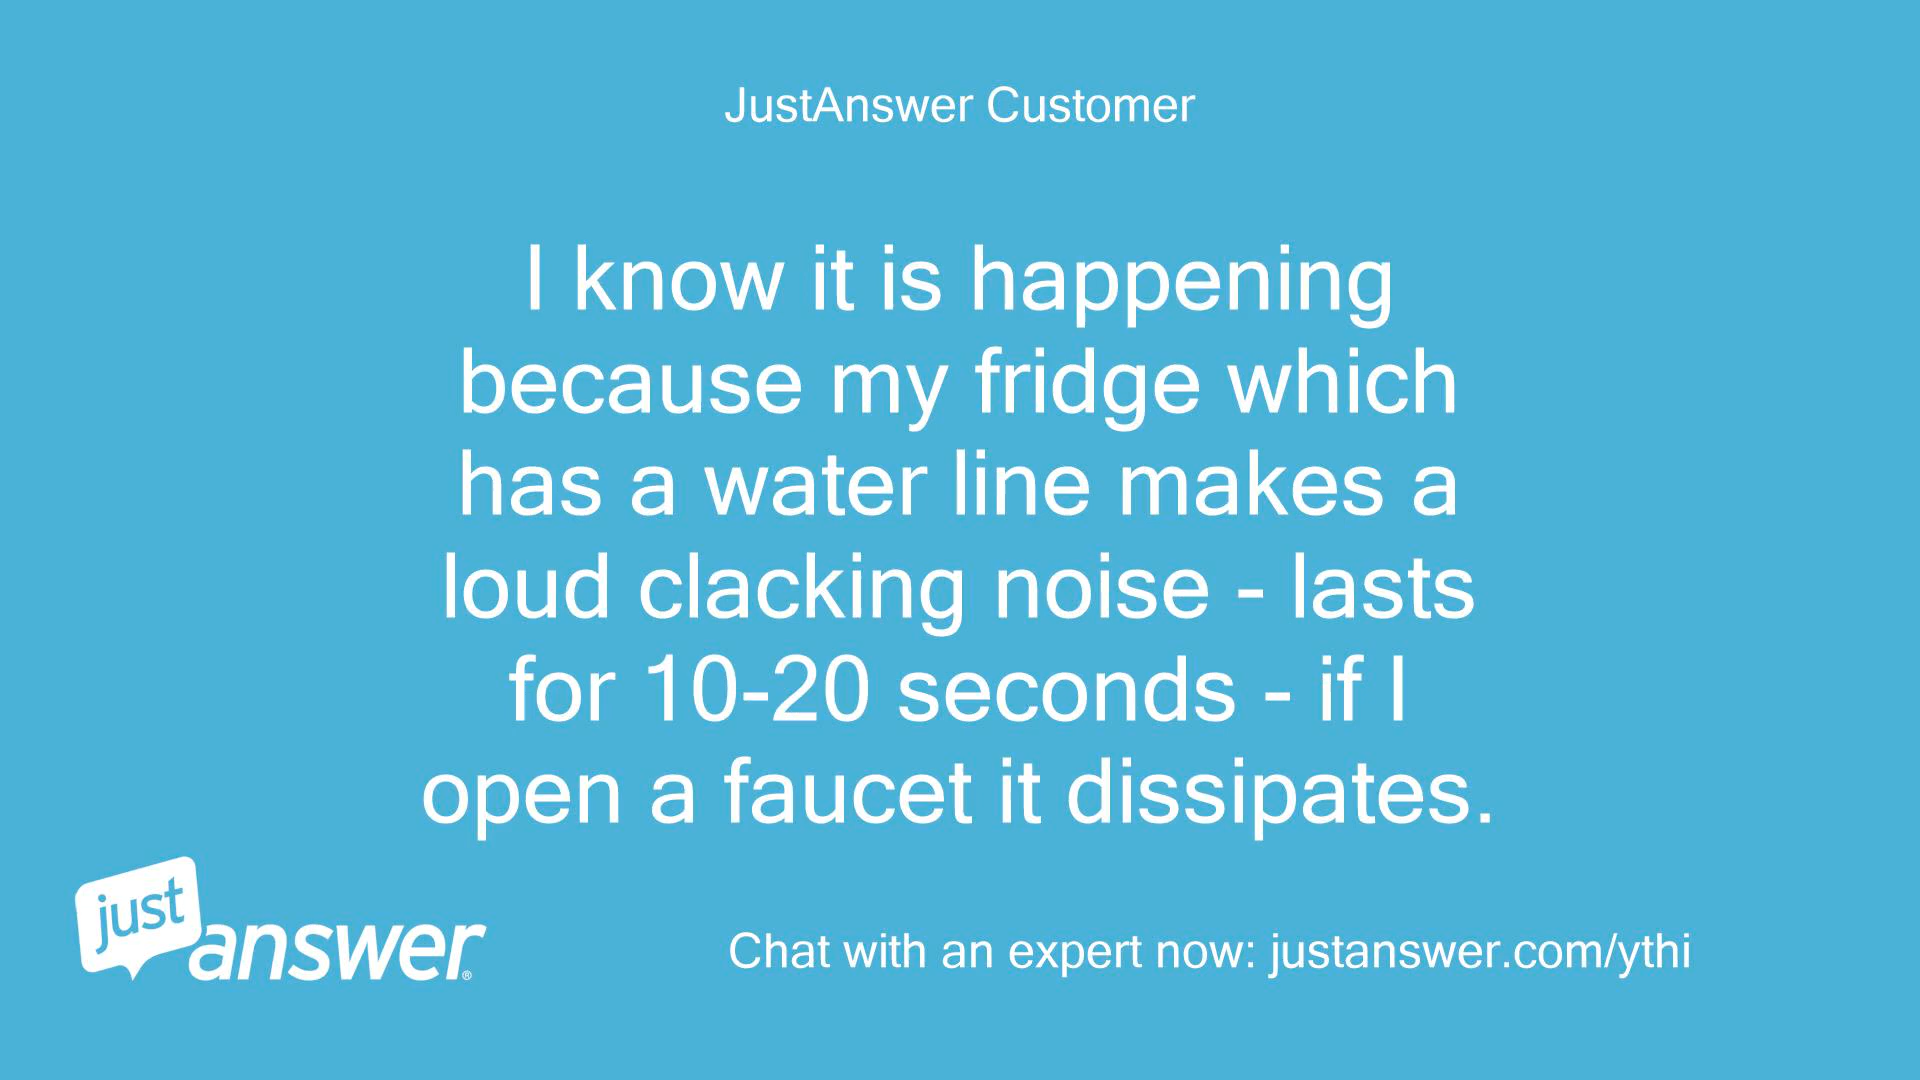 JustAnswer Customer
I know it is happening
because my fridge which
has a water line makes a
loud clacking noise - lasts
for 10-20 seconds - if I
open a faucet it dissipates.
just
answer®
Chat with an expert now: justanswer.com/ythi